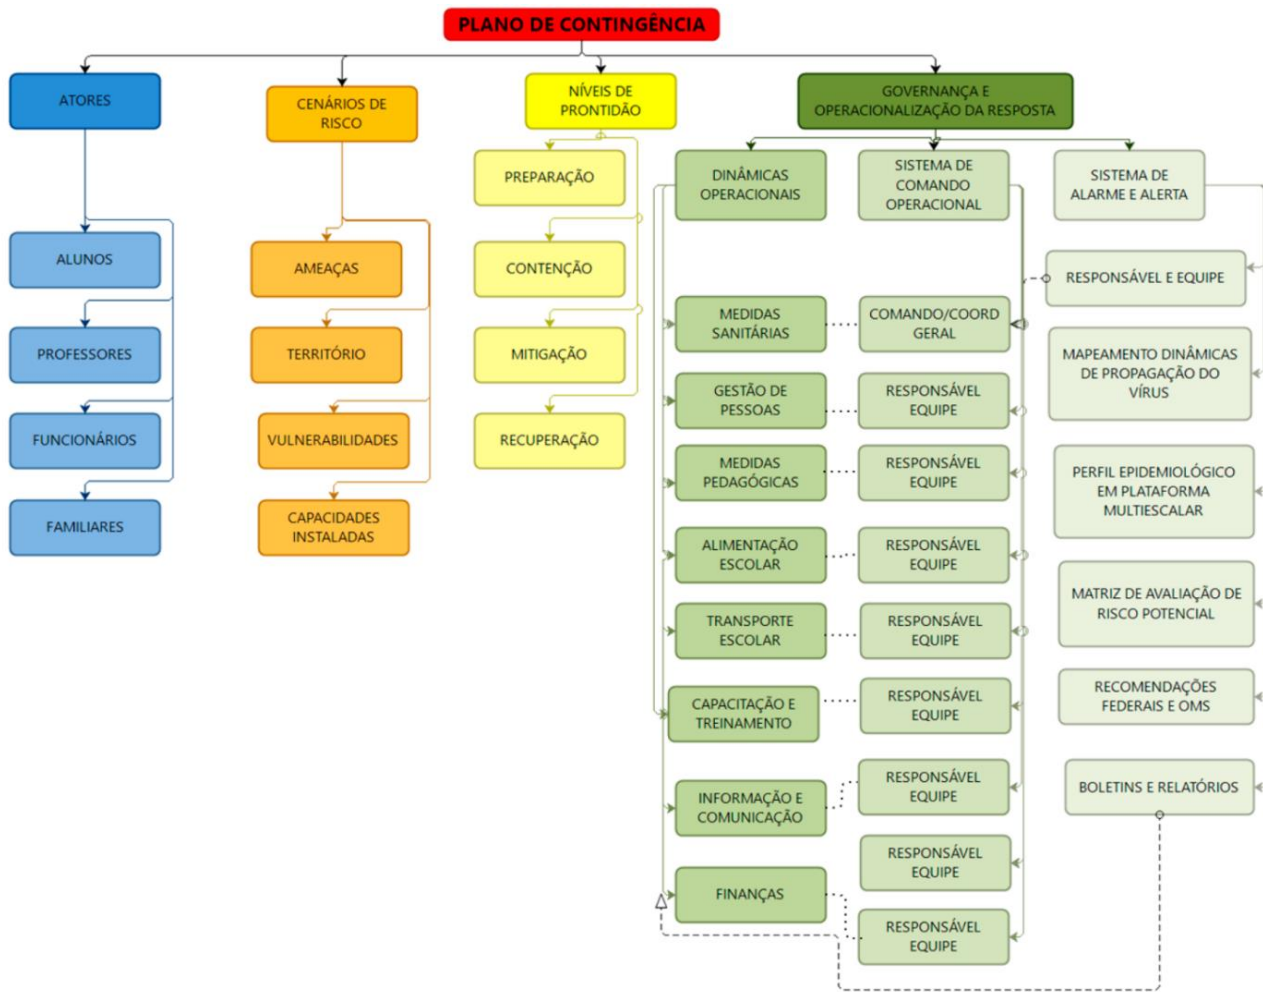 PLANO DE CONTINGÊNCIA
ATORES
ALUNOS
PROFESSORES
FUNCIONÁRIOS
FAMILIARES
CENÁRIOS DE
RISCO
AMEAÇAS
TERRITÓRIO
VULNERABILIDADES
CAPACIDADES
INSTALADAS
NÍVEIS DE
PRONTIDÃO
PREPARAÇÃO
CONTENÇÃO
MITIGAÇÃO
RECUPERAÇÃO
GOVERNANÇA E
OPERACIONALIZAÇÃO DA RESPOSTA
DINÂMICAS
OPERACIONAIS
MEDIDAS
SANITÁRIAS
GESTÃO DE
PESSOAS
MEDIDAS
PEDAGÓGICAS
ALIMENTAÇÃO
ESCOLAR
TRANSPORTE
ESCOLAR
CAPACITAÇÃO E
TREINAMENTO
INFORMAÇÃO E
COMUNICAÇÃO
FINANÇAS
SISTEMA DE
COMANDO
OPERACIONAL
COMANDO/COORD
GERAL
RESPONSÁVEL
EQUIPE
RESPONSÁVEL
EQUIPE
RESPONSÁVEL
EQUIPE
RESPONSÁVEL
EQUIPE
RESPONSÁVEL
EQUIPE
RESPONSÁVEL
EQUIPE
RESPONSÁVEL
EQUIPE
RESPONSÁVEL
EQUIPE
SISTEMA DE
ALARME E ALERTA
RESPONSÁVEL E EQUIPE
MAPEAMENTO DINÂMICAS
DE PROPAGAÇÃO DO
VÍRUS
PERFIL EPIDEMIOLÓGICO
EM PLATAFORMA
MULTIESCALAR
MATRIZ DE AVALIAÇÃO DE
RISCO POTENCIAL
RECOMENDAÇÕES
FEDERAIS E OMS
BOLETINS E RELATÓRIOS